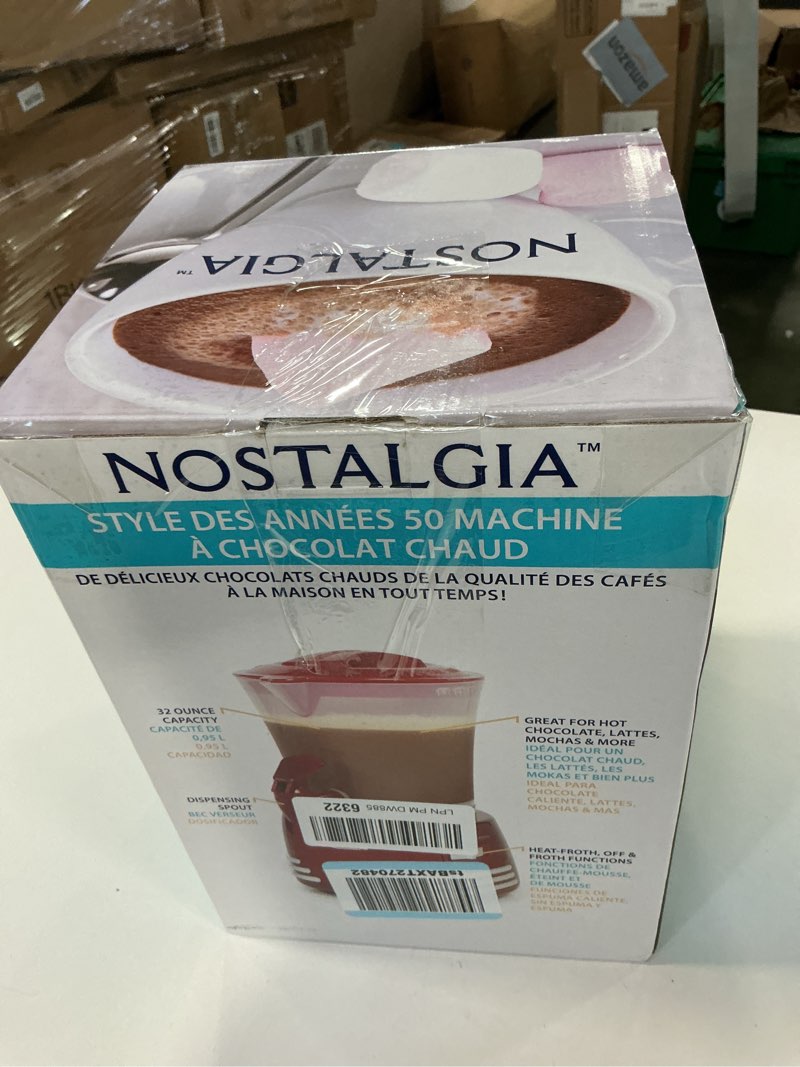 amazon
NOSTALGIA™
NOSTALGIA™
STYLE DES ANNÉES 50 MACHINE
À CHOCOLAT CHAUD
DE DÉLICIEUX CHOCOLATS CHAUDS DE LA QUALITÉ DES CAFÉS
À LA MAISON EN TOUT TEMPS!
32 OUNCE
CAPACITY
CAPACITÉ DE
0,95 L
0.95 L
CAPACIDAD
DISPENSING
SPOUT
BEC VERSEUR
DOSIFICADOR
GREAT FOR HOT
CHOCOLATE, LATTES,
MOCHAS & MORE
IDÉAL POUR UN
CHOCOLAT CHAUD,
LES LATTÉS, LES
MOKAS ET BIEN PLUS
IDEAL PARA
CHOCOLATE
CALIENTE, LATTES,
MOCHAS & MAS
HEAT-FROTH, OFF &
FROTH FUNCTIONS
FONCTIONS DE
CHAUFFE-MOUSSE,
ÉTEINT ET
DE MOUSSE
FUNCIONES DE
ESPUMA CALIENTE,
SIN ESPUMA Y
ESPUMA
LPN PM DW885 6322
tsBAXT270482